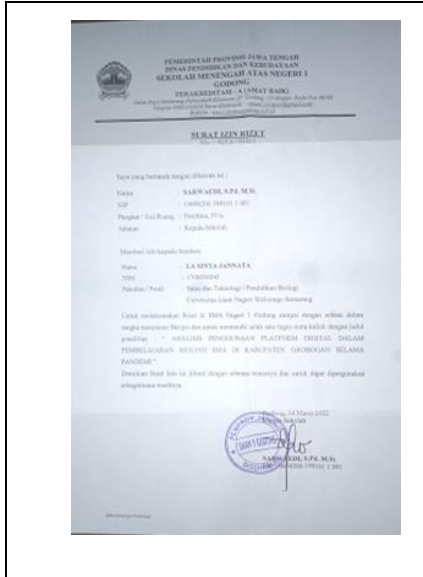 PEMERINTAH PROVINSI JAWA TENGAH
DINAS PENDIDIKAN DAN KEBUDAYAAN
SEKOLAH MENENGAH ATAS NEGERI 1
GODONG
TERAKREDITASI : A (AMAT BAIK)
SURAT IZIN RIZET
Saya yang bertanda tangan dibawah ini :
Nama : SARWAEDI, S.Pd. M.Si.
NIP
Pangkat / Gol.Ruang : Pembina, IV/a
Jabatan : Kepala Sekolah
Memberi izin kepada Saudara:
Nama : LA SINTA JANNATA
NIM
Fakultas / Prodi : Sains dan Teknologi / Pendidikan Biologi
Universitas Islam Negeri Walisongo Semarang
Untuk melaksanakan Riset di SMA Negeri 1 Godong sampai dengan selesai dalam
rangka menyusun Skripsi dan untuk memenuhi salah satu tugas mata kuliah dengan judul
penelitian : " ANALISIS PENGGUNAAN PLATFORM DIGITAL DALAM
PEMBELAJARAN BIOLOGI SMA DI KABUPATEN GROBOGAN SELAMA
PANDEMI ".
Demikian Surat Izin ini dibuat dengan sebenar-benarnya dan untuk dapat dipergunakan
sebagaimana mestinya.
Godong, 14 Maret 2022
Kepala Sekolah
SMAN 1 GODONG
SARWAEDI, S.Pd. M.Si.